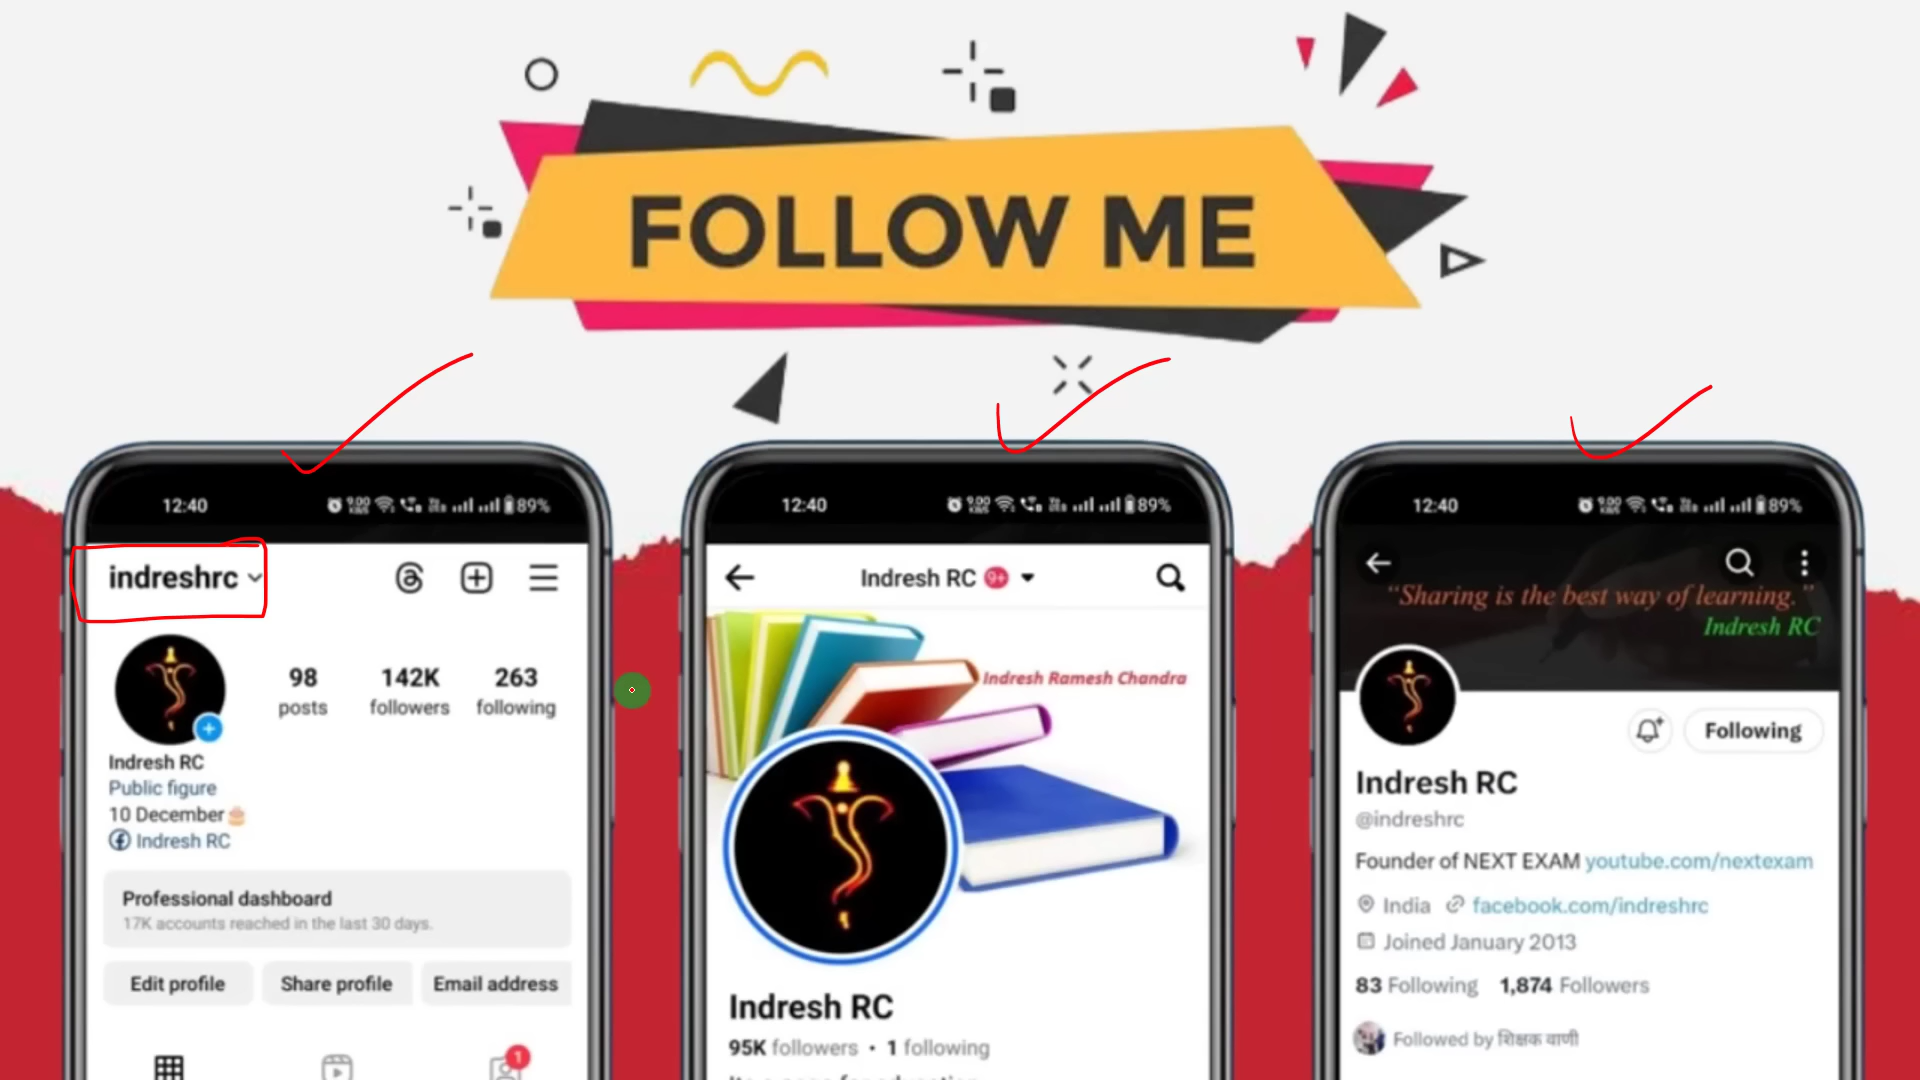 FOLLOW ME
12:40
89%
indreshrc
98
posts
142K
followers
263
following
Indresh RC
Public figure
10 December
Indresh RC
Professional dashboard
17K accounts reached in the last 30 days.
Edit profile
Share profile
Email address
1
12:40
89%
Indresh RC 9+
Indresh Ramesh Chandra
Indresh RC
95K followers • 1 following
12:40
89%
“Sharing is the best way of learning.”
Indresh RC
Following
Indresh RC
@indreshrc
Founder of NEXT EXAM youtube.com/nextexam
India facebook.com/indreshrc
Joined January 2013
83 Following 1,874 Followers
Followed by शिक्षक वाणी